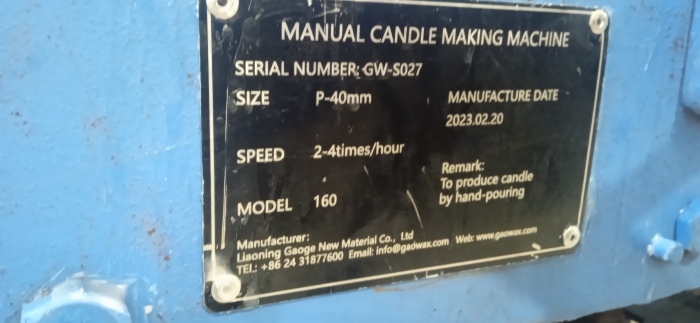 MANUAL CANDLE MAKING MACHINE
SERIAL NUMBER: GW-S027
SIZE P-40mm
MANUFACTURE DATE
2023.02.20
SPEED 2-4times/hour
Remark:
To produce candle
by hand-pouring
MODEL 160
Manufacturer:
Liaoning Gaoge New Material Co., Ltd
TEL: +86 24 31877600 Email: info@gaowax.com Web: www.gaowax.com